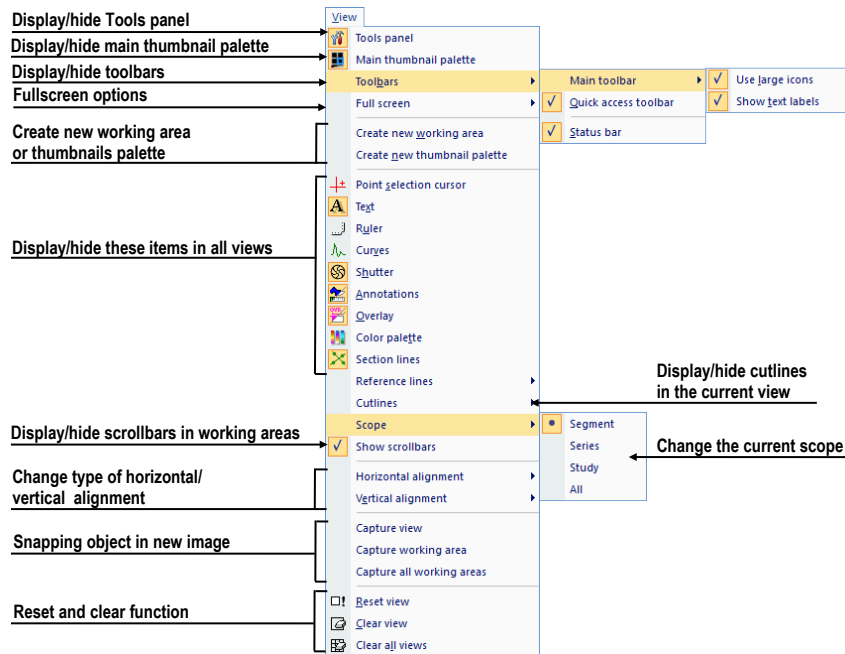 View
Display/hide Tools panel
Tools panel
Display/hide main thumbnail palette
Main thumbnail palette
Display/hide toolbars
Toolbars
Main toolbar
Use large icons
Fullscreen options
Full screen
Quick access toolbar
Show text labels
Create new working area
or thumbnails palette
Create new working area
Status bar
Create new thumbnail palette
Point selection cursor
Text
Ruler
Display/hide these items in all views
Curves
Shutter
Annotations
Overlay
Color palette
Section lines
Reference lines
Display/hide cutlines
in the current view
Cutlines
Scope
Segment
Display/hide scrollbars in working areas
Show scrollbars
Series
Change the current scope
Study
All
Change type of horizontal/
vertical alignment
Horizontal alignment
Vertical alignment
Snapping object in new image
Capture view
Capture working area
Capture all working areas
Reset and clear function
Reset view
Clear view
Clear all views